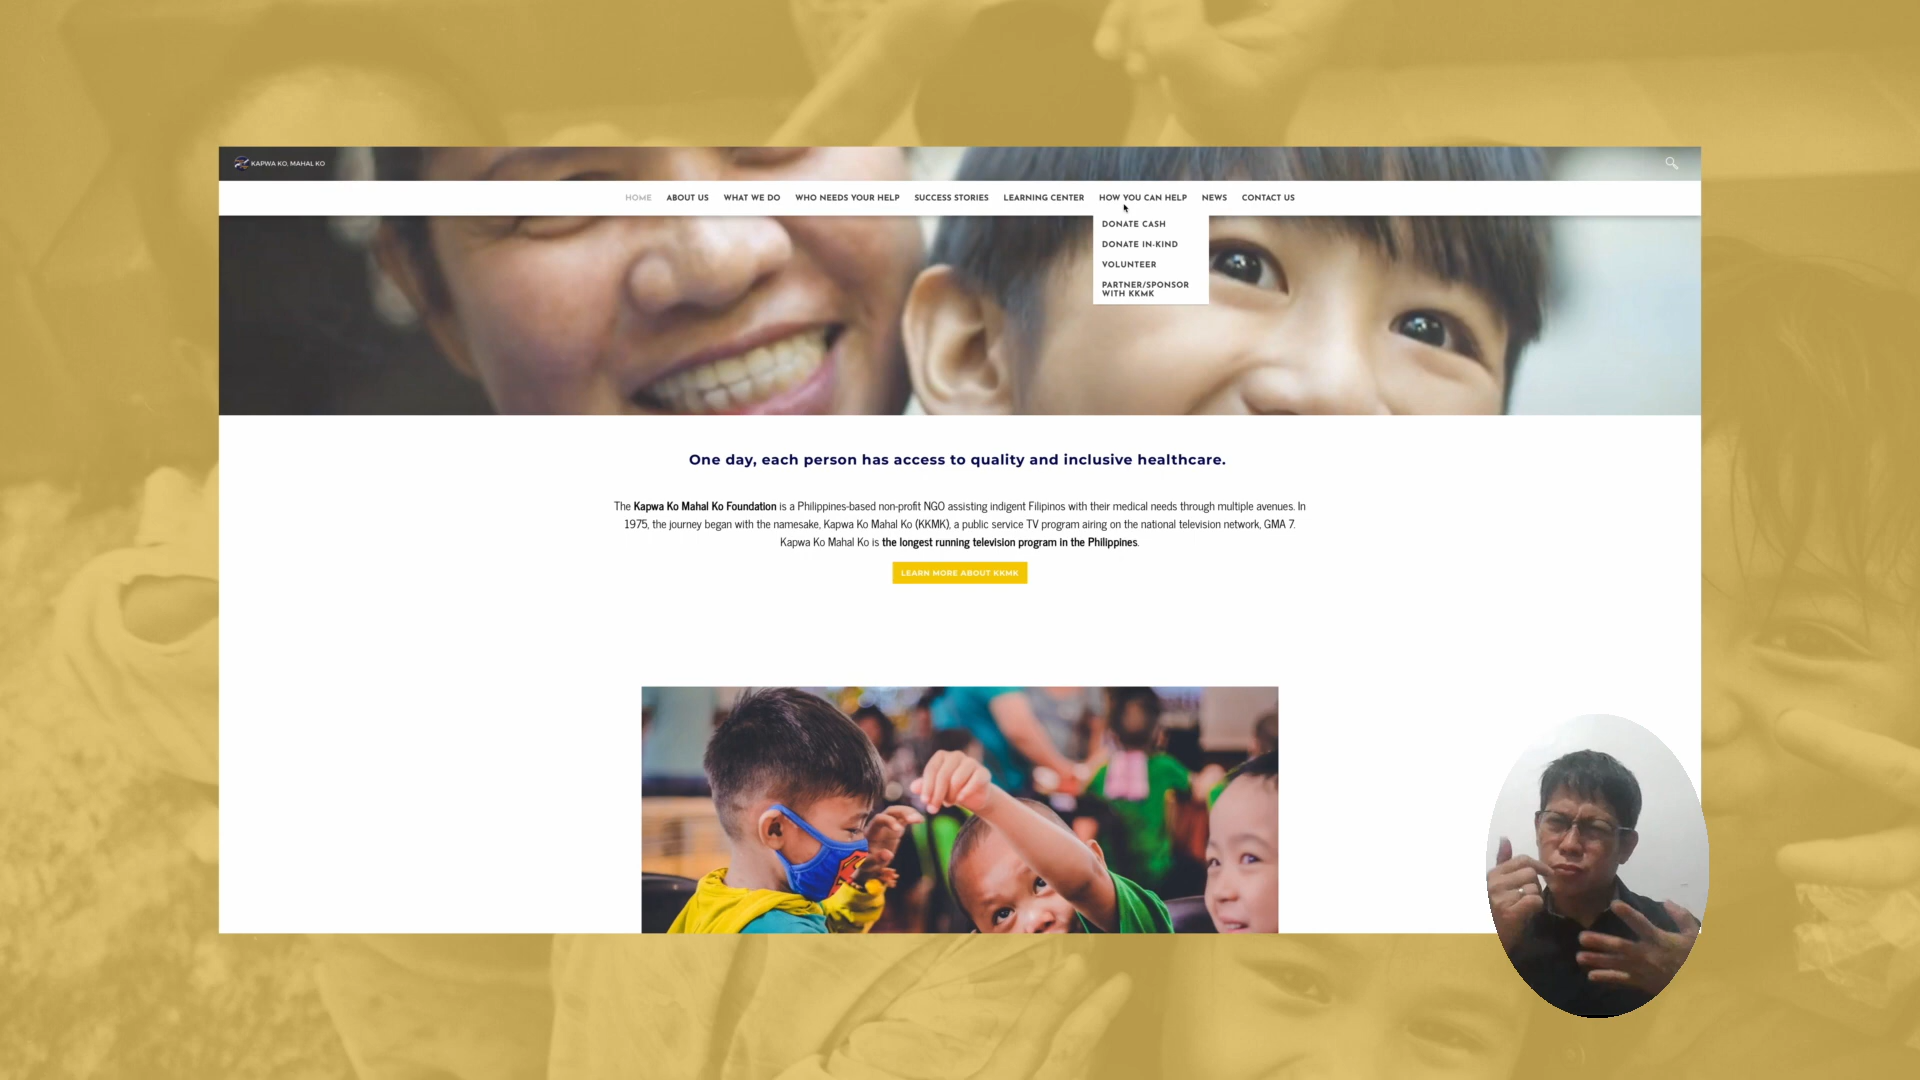 KAPWA KO, MAHAL KO
HOME ABOUT US WHAT WE DO WHO NEEDS YOUR HELP SUCCESS STORIES LEARNING CENTER HOW YOU CAN HELP NEWS CONTACT US
DONATE CASH
DONATE IN-KIND
VOLUNTEER
PARTNER/SPONSOR
WITH KKMK
One day, each person has access to quality and inclusive healthcare.
The Kapwa Ko Mahal Ko Foundation is a Philippines-based non-profit NGO assisting indigent Filipinos with their medical needs through multiple avenues. In
1975, the journey began with the namesake, Kapwa Ko Mahal Ko (KKMK), a public service TV program airing on the national television network, GMA 7.
Kapwa Ko Mahal Ko is the longest running television program in the Philippines.
LEARN MORE ABOUT KKMK